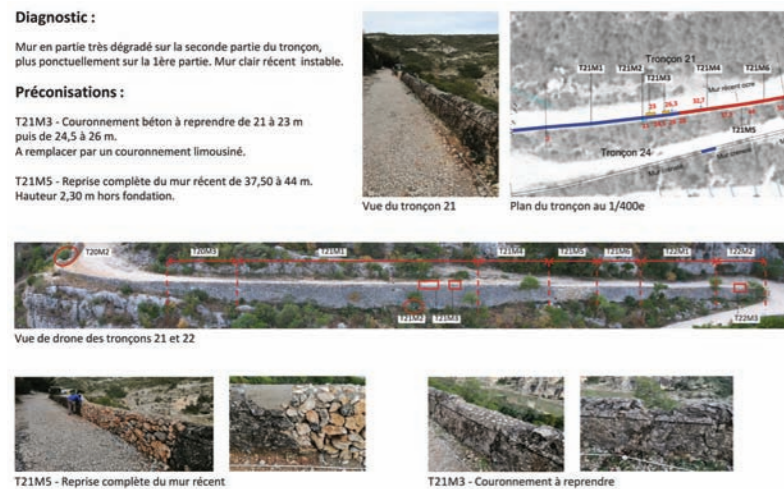 Diagnostic :
Mur en partie très dégradé sur la seconde partie du tronçon,
plus ponctuellement sur la 1ère partie. Mur clair récent instable.
Préconisations :
T21M3 - Couronnement béton à reprendre de 21 à 23 m
puis de 24,5 à 26 m.
A remplacer par un couronnement limousiné.
T21M5 - Reprise complète du mur récent de 37,50 à 44 m.
Hauteur 2,30 m hors fondation.
Vue du tronçon 21
Tronçon 21
T21M1
T21M2
T21M3
T21M4
T21M6
Mur récent ocre
T21M5
Tronçon 24
Plan du tronçon au 1/400e
T20M2
T20M3
T21M1
T21M4
T21M5
T21M6
T22M1
T22M2
T21M2
T21M3
T22M3
Vue de drone des tronçons 21 et 22
T21M5 - Reprise complète du mur récent
T21M3 - Couronnement à reprendre